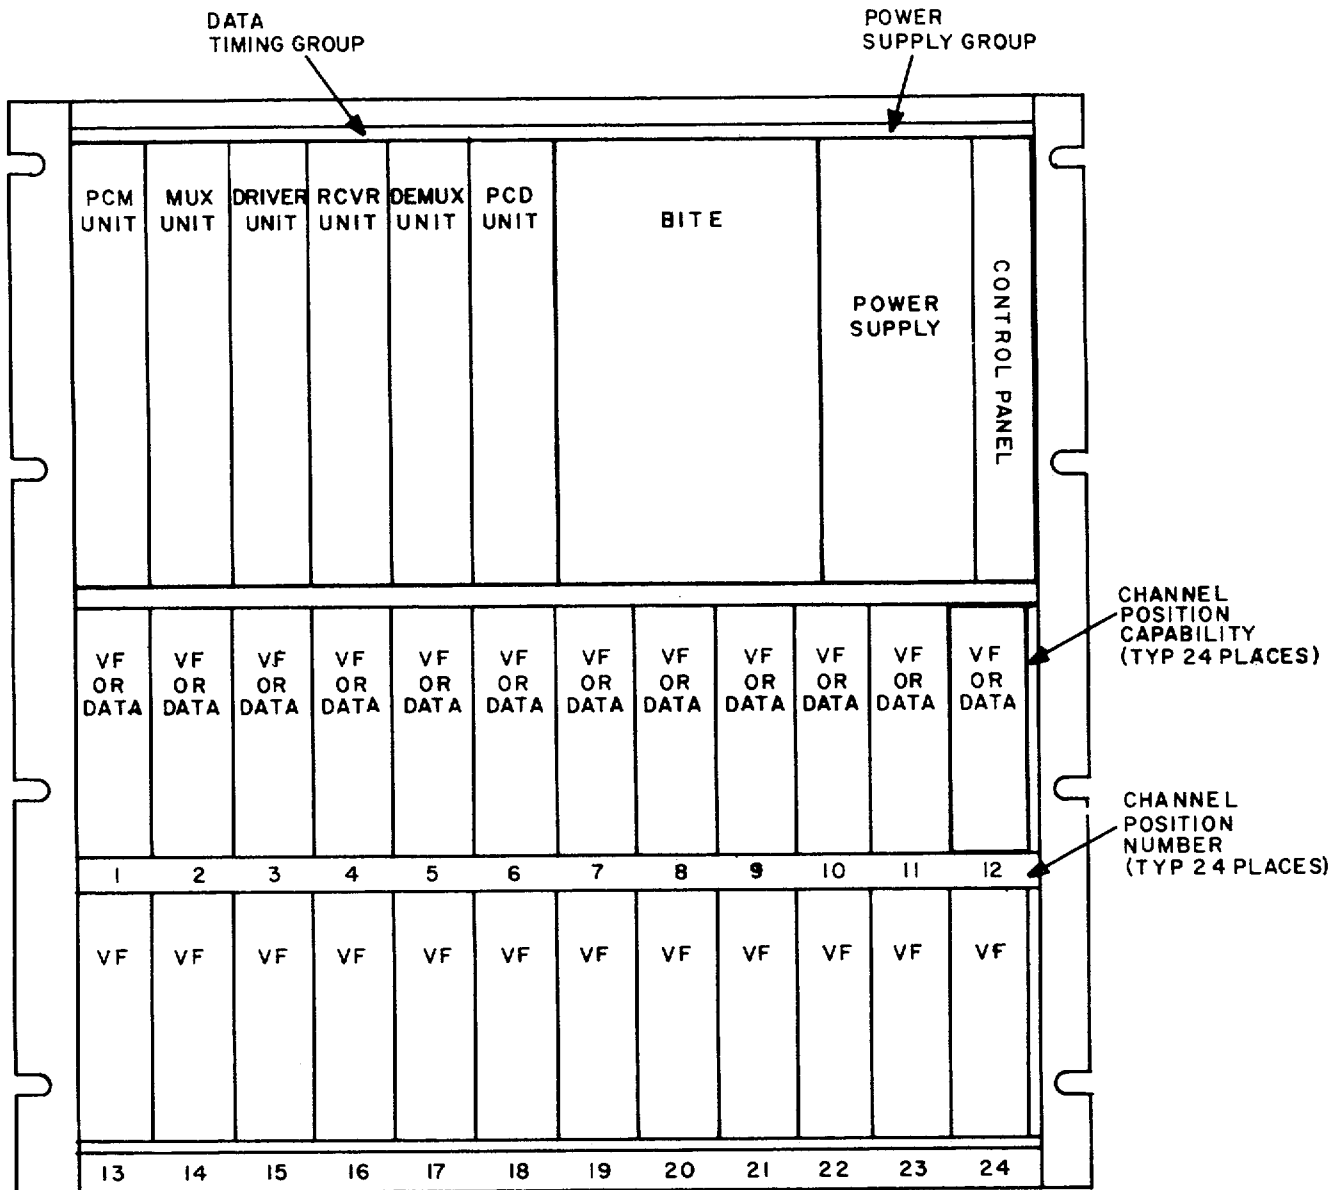 DATA
TIMING GROUP
POWER
SUPPLY GROUP
PCM
UNIT
MUX
UNIT
DRIVER
UNIT
RCVR
UNIT
DEMUX
UNIT
PCD
UNIT
BITE
POWER
SUPPLY
CONTROL PANEL
CHANNEL
POSITION
CAPABILITY
(TYP 24 PLACES)
VF
OR
DATA
VF
OR
DATA
VF
OR
DATA
VF
OR
DATA
VF
OR
DATA
VF
OR
DATA
VF
OR
DATA
VF
OR
DATA
VF
OR
DATA
VF
OR
DATA
VF
OR
DATA
VF
OR
DATA
CHANNEL
POSITION
NUMBER
(TYP 24 PLACES)
1 2 3 4 5 6 7 8 9 10 11 12
VF VF VF VF VF VF VF VF VF VF VF VF
13 14 15 16 17 18 19 20 21 22 23 24